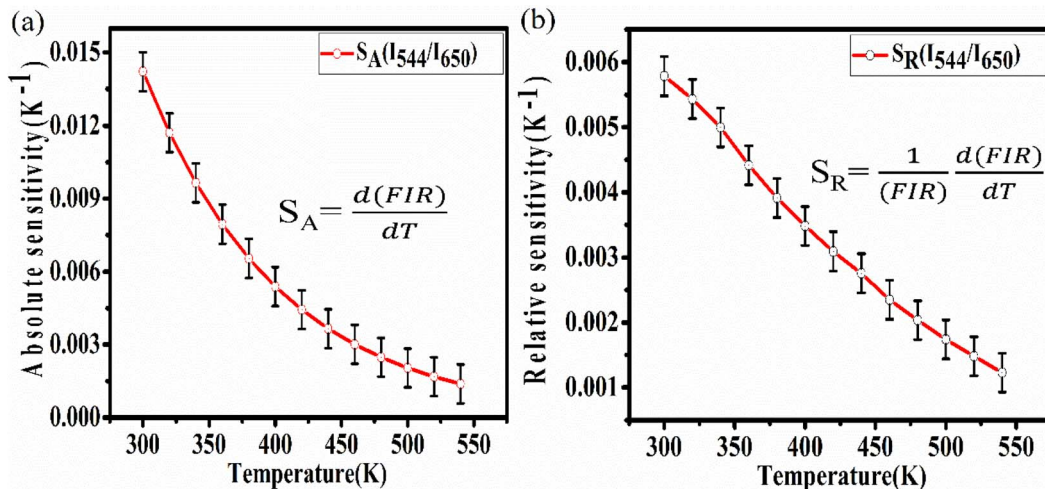 (a)
Absolute sensitivity(K⁻¹)
0.015
0.012
0.009
0.006
0.003
0.000
S_A(I_544/I_650)
S_A= d(FIR)/dT
300 350 400 450 500 550
Temperature(K)
(b)
Relative sensitivity(K⁻¹)
0.006
0.005
0.004
0.003
0.002
0.001
S_R(I_544/I_650)
S_R= 1/(FIR) d(FIR)/dT
300 350 400 450 500 550
Temperature(K)